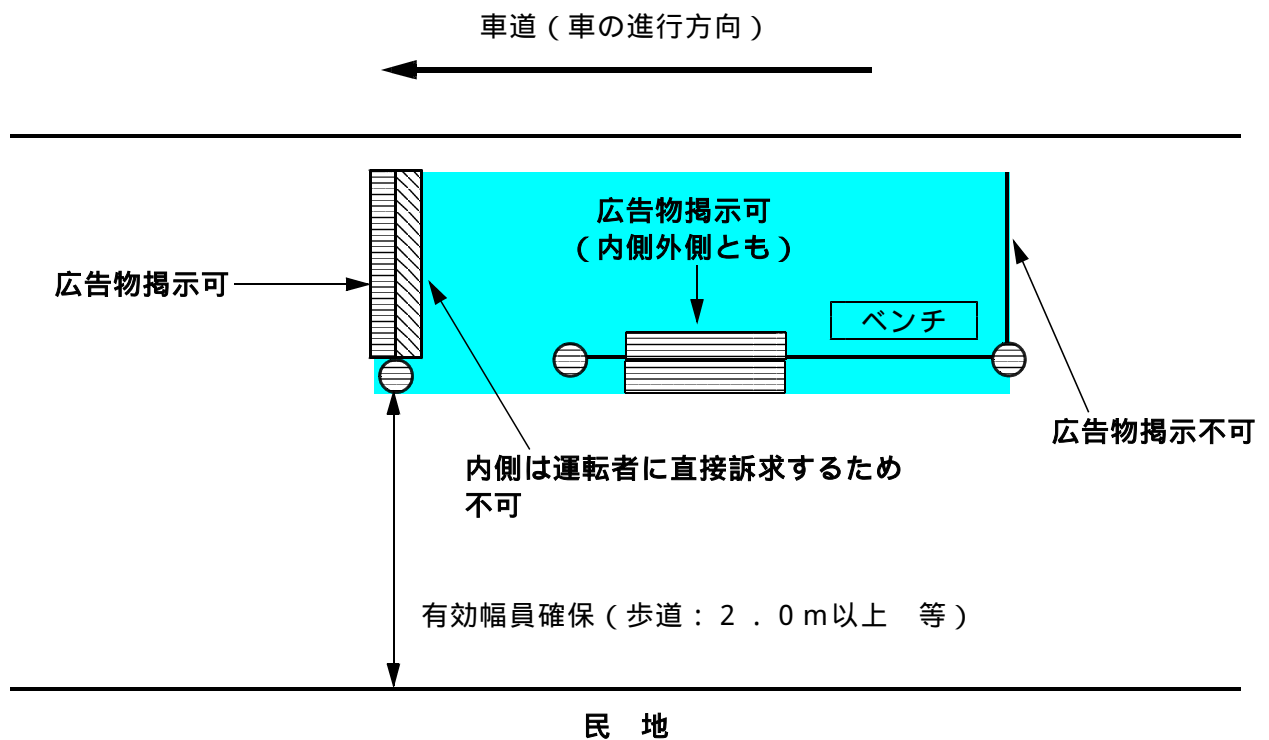 車道(車の進行方向)
広告物掲示可
(内側外側とも)
広告物掲示可
ベンチ
広告物掲示不可
内側は運転者に直接訴求するため
不可
有効幅員確保(歩道:2.0m以上 等)
民 地